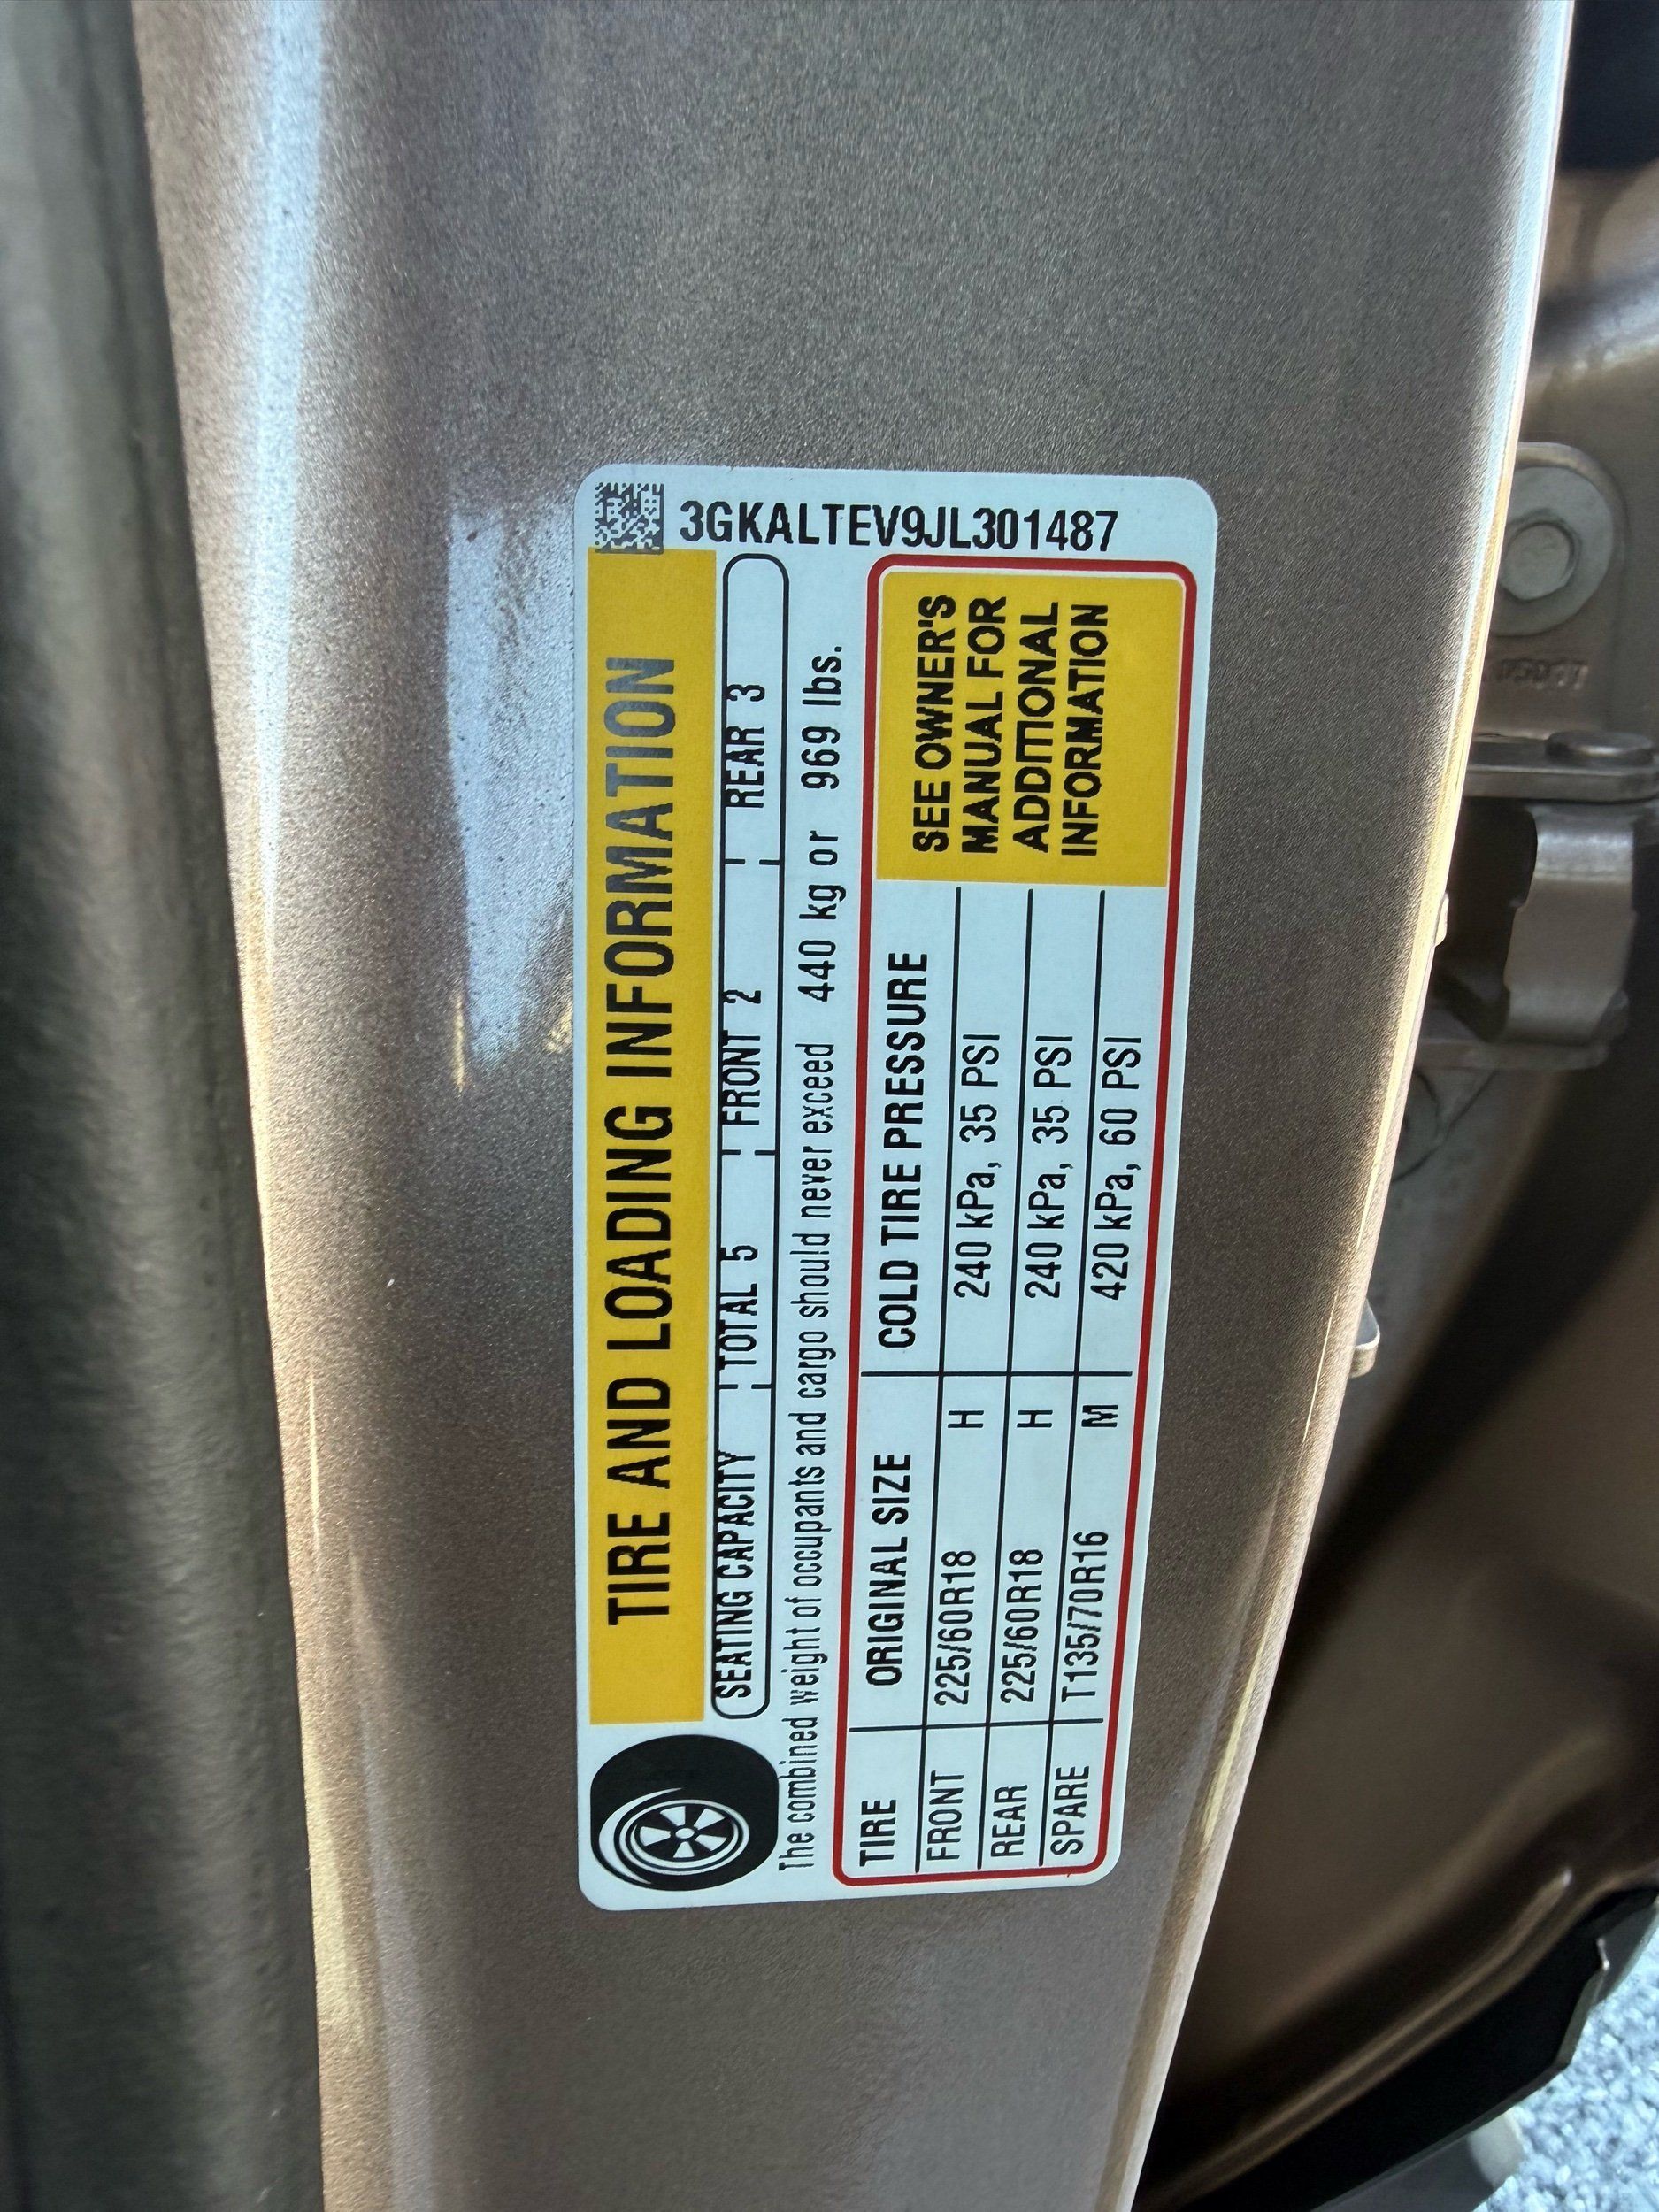 TIRE AND LOADING INFORMATION
SEATING CAPACITY TOTAL 5 FRONT 2 REAR 3
The combined weight of occupants and cargo should never exceed 440 kg or 969 lbs.
TIRE ORIGINAL SIZE COLD TIRE PRESSURE
FRONT 225/60R18 H 240 kPa, 35 PSI
REAR 225/60R18 H 240 kPa, 35 PSI
SPARE T135/70R16 M 420 kPa, 60 PSI
SEE OWNER'S
MANUAL FOR
ADDITIONAL
INFORMATION
3GKALTEV9JL301487